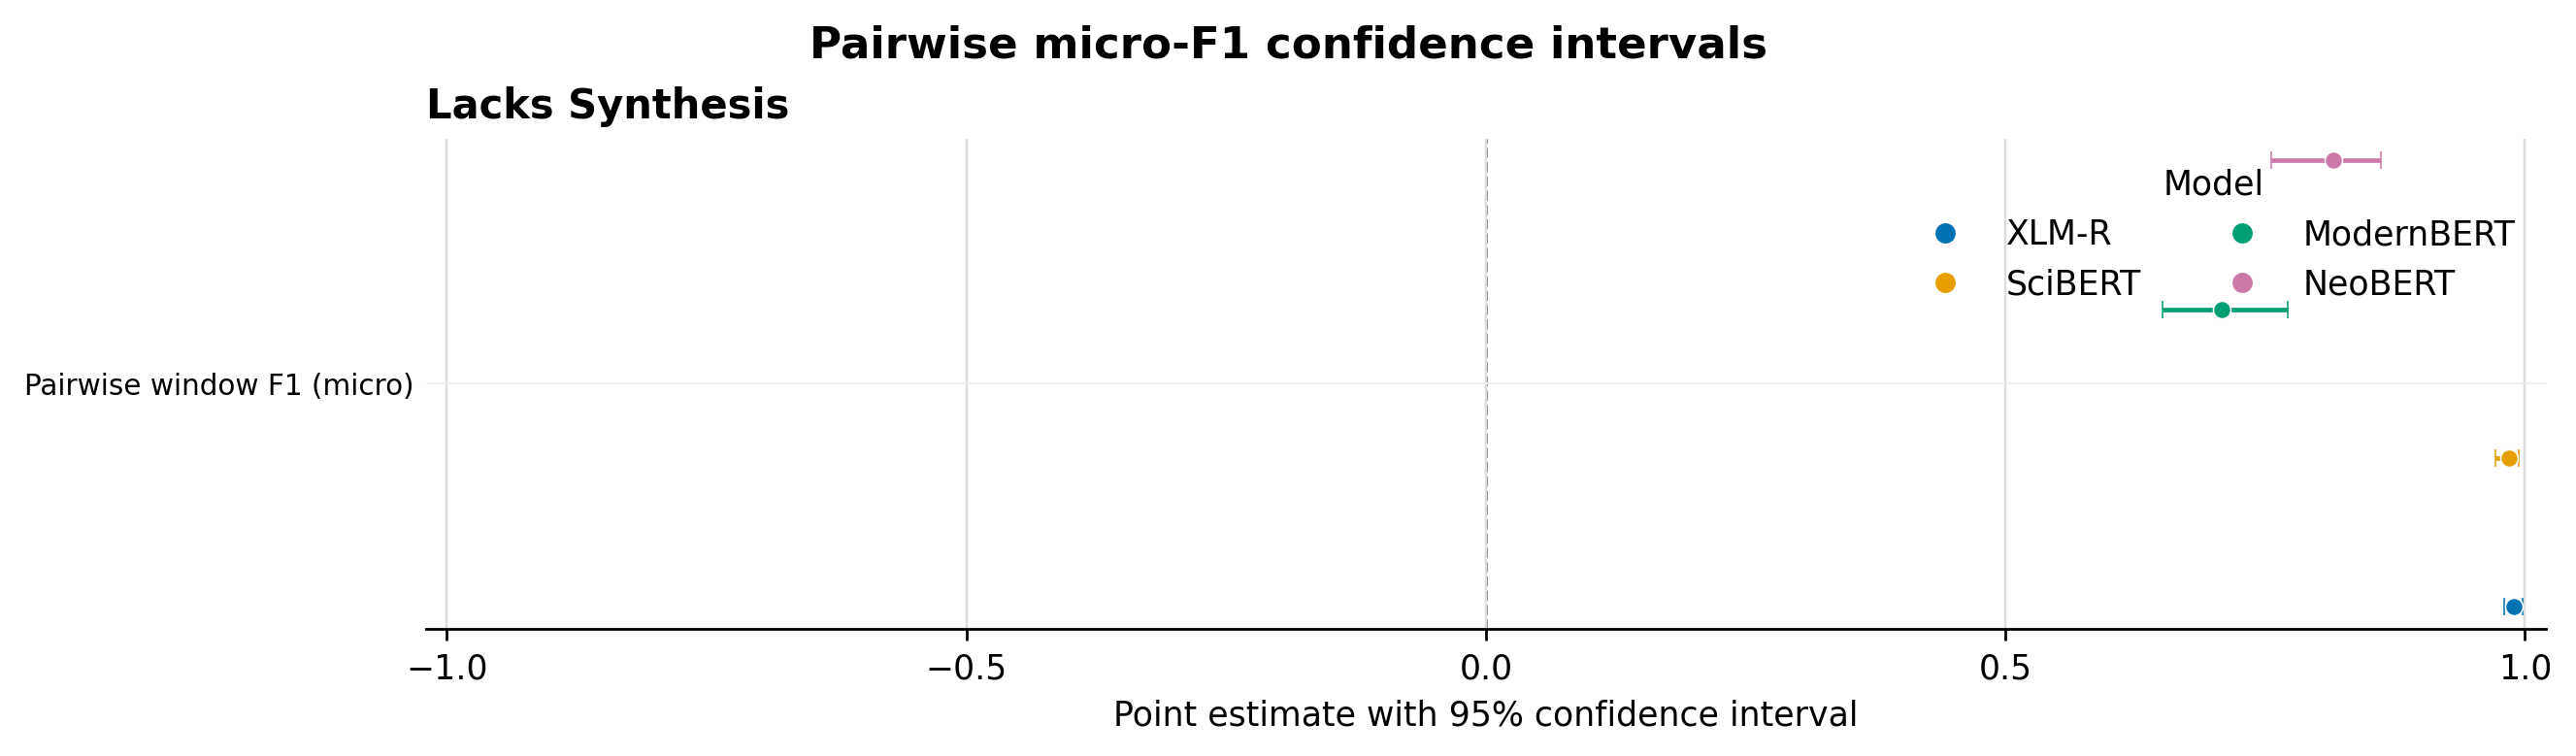 Pairwise micro-F1 confidence intervals
Lacks Synthesis
Model
XLM-R
SciBERT
ModernBERT
NeoBERT
Pairwise window F1 (micro)
−1.0
−0.5
0.0
0.5
1.0
Point estimate with 95% confidence interval